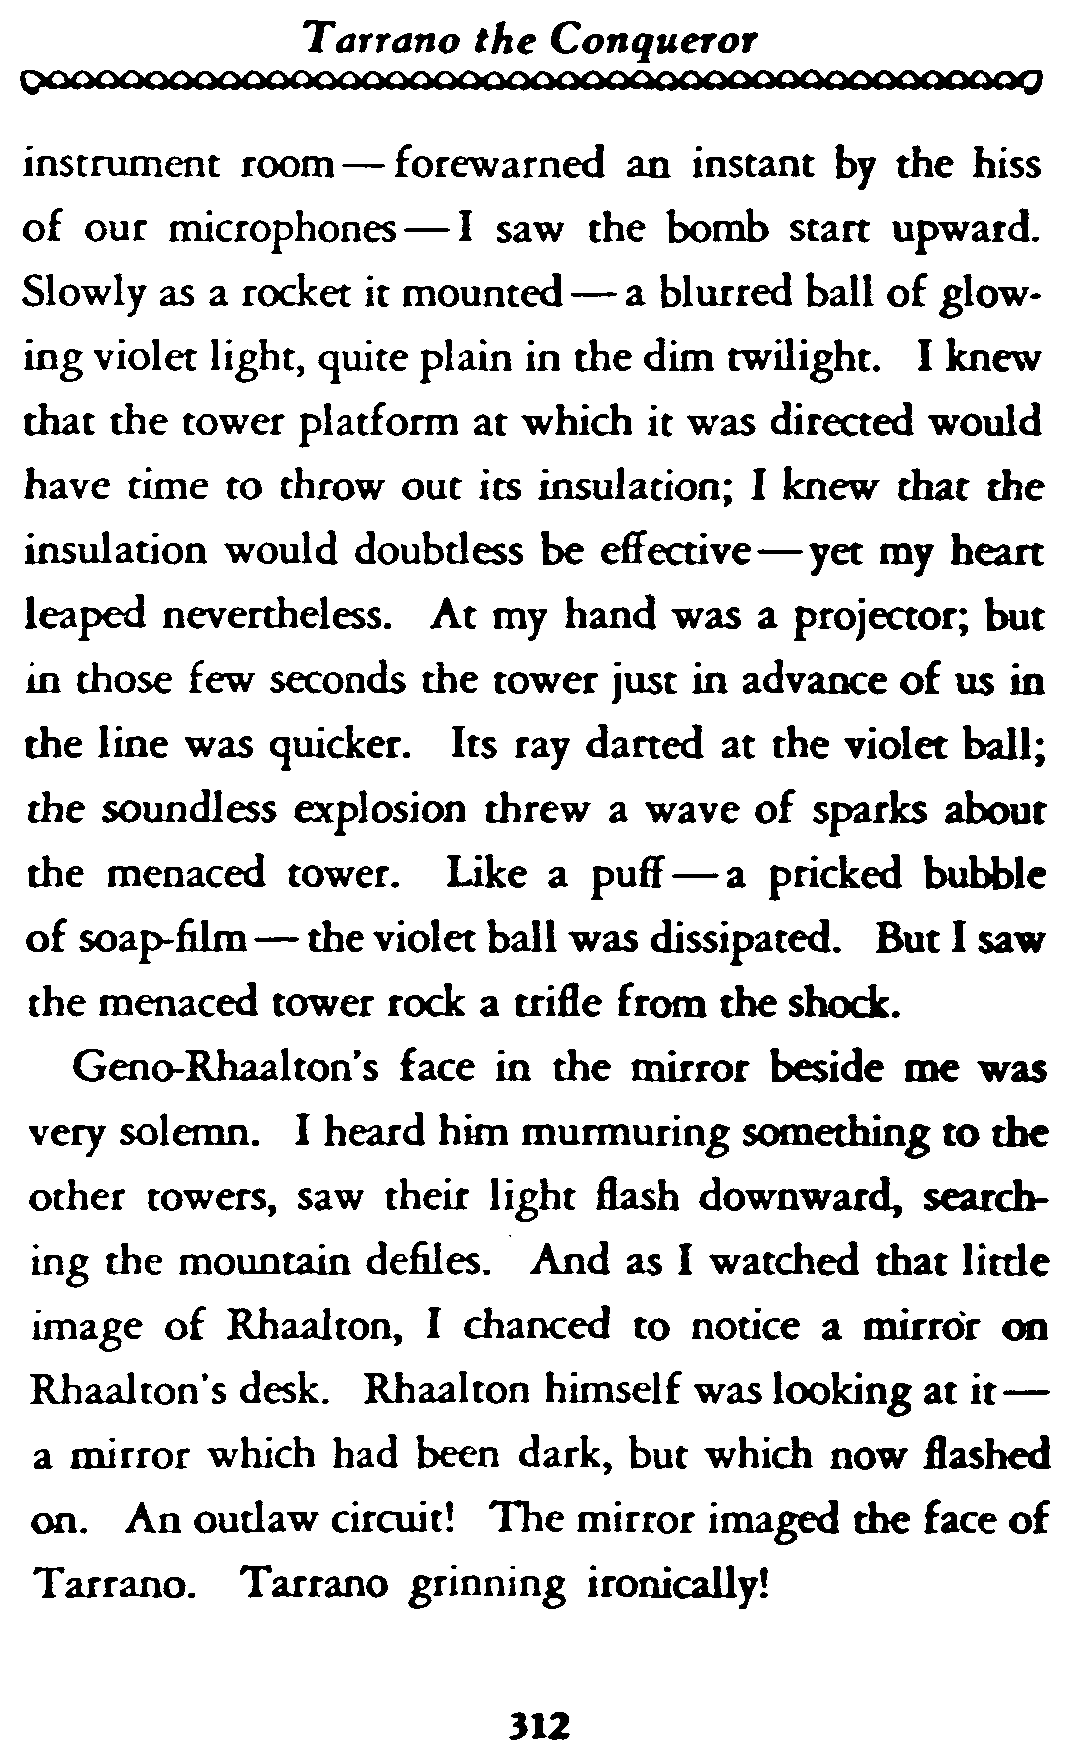 Tarrano the Conqueror
instrument room — forewarned an instant by the hiss
of our microphones — I saw the bomb start upward.
Slowly as a rocket it mounted — a blurred ball of glow-
ing violet light, quite plain in the dim twilight. I knew
that the tower platform at which it was directed would
have time to throw out its insulation; I knew that the
insulation would doubtless be effective — yet my heart
leaped nevertheless. At my hand was a projector; but
in those few seconds the tower just in advance of us in
the line was quicker. Its ray darted at the violet ball;
the soundless explosion threw a wave of sparks about
the menaced tower. Like a puff — a pricked bubble
of soap-film — the violet ball was dissipated. But I saw
the menaced tower rock a trifle from the shock.
Geno-Rhaalton's face in the mirror beside me was
very solemn. I heard him murmuring something to the
other towers, saw their light flash downward, search-
ing the mountain defiles. And as I watched that little
image of Rhaalton, I chanced to notice a mirror on
Rhaalton's desk. Rhaalton himself was looking at it —
a mirror which had been dark, but which now flashed
on. An outlaw circuit! The mirror imaged the face of
Tarrano. Tarrano grinning ironically!
312